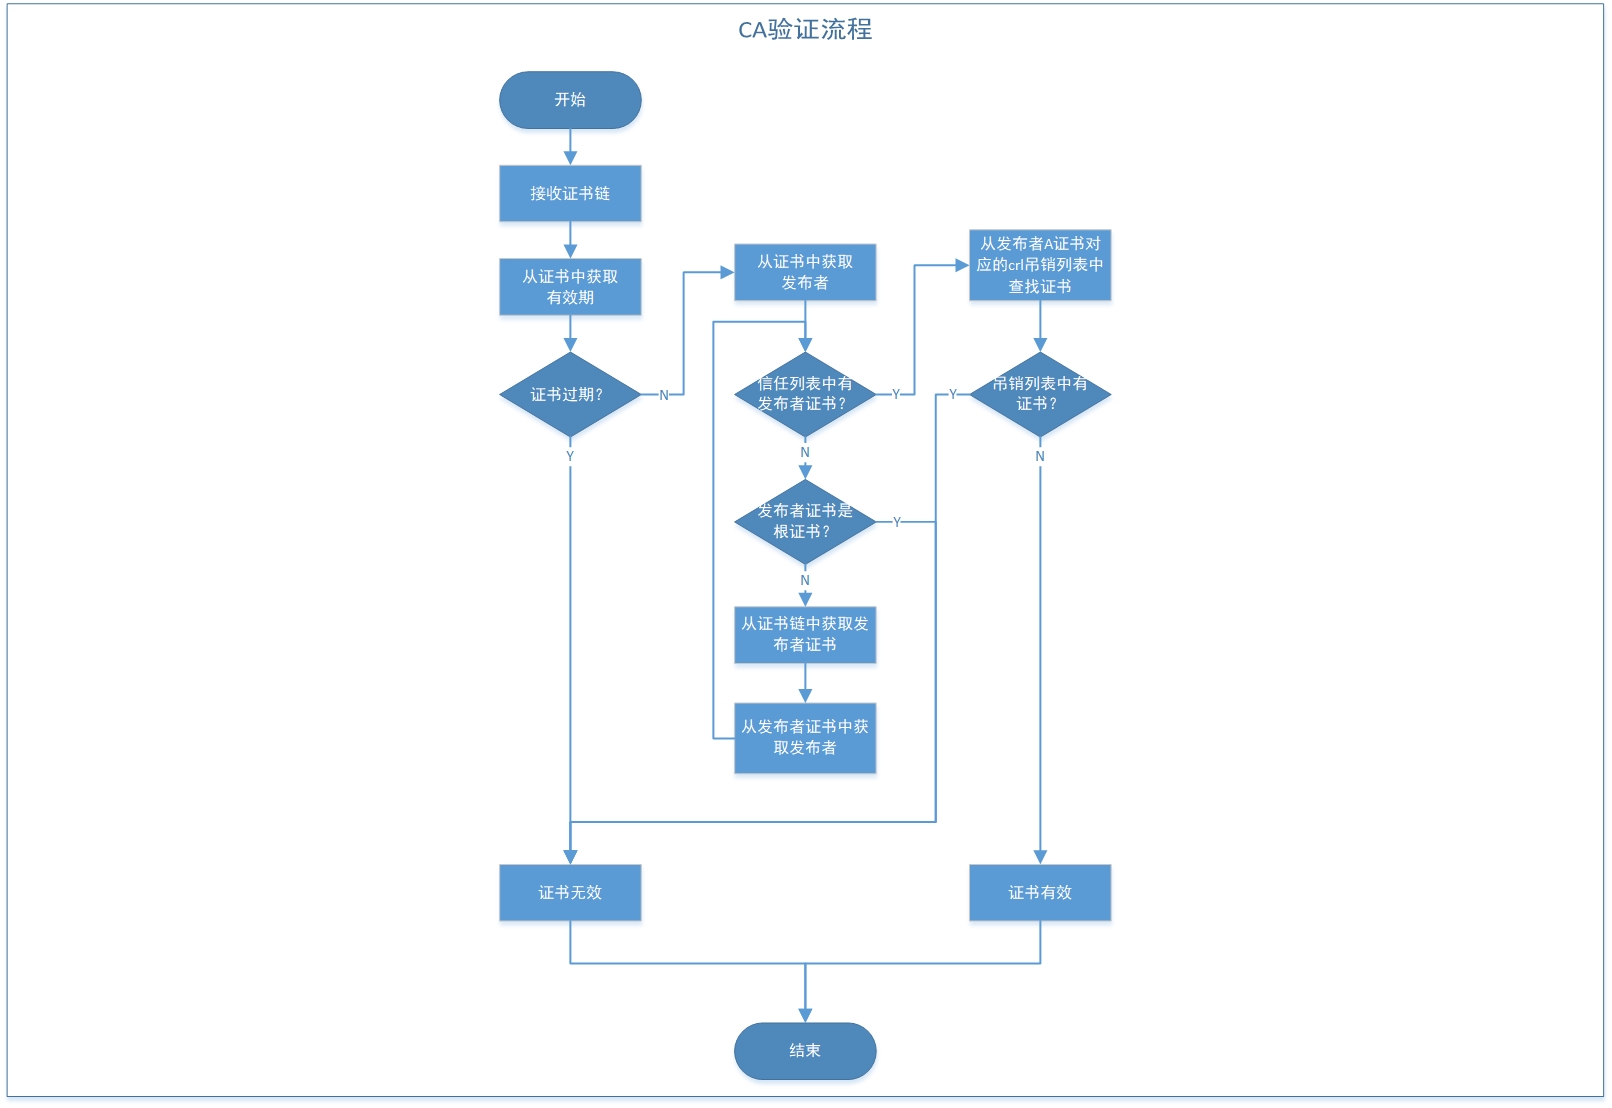 CA验证流程
开始
接收证书链
从证书中获取
有效期
证书过期？
N
Y
从证书中获取
发布者
信任列表中有
发布者证书？
Y
N
发布者证书是
根证书？
Y
N
从证书链中获取发
布者证书
从发布者证书中获
取发布者
从发布者A证书对
应的crl吊销列表中
查找证书
吊销列表中有
证书？
Y
N
证书无效
证书有效
结束